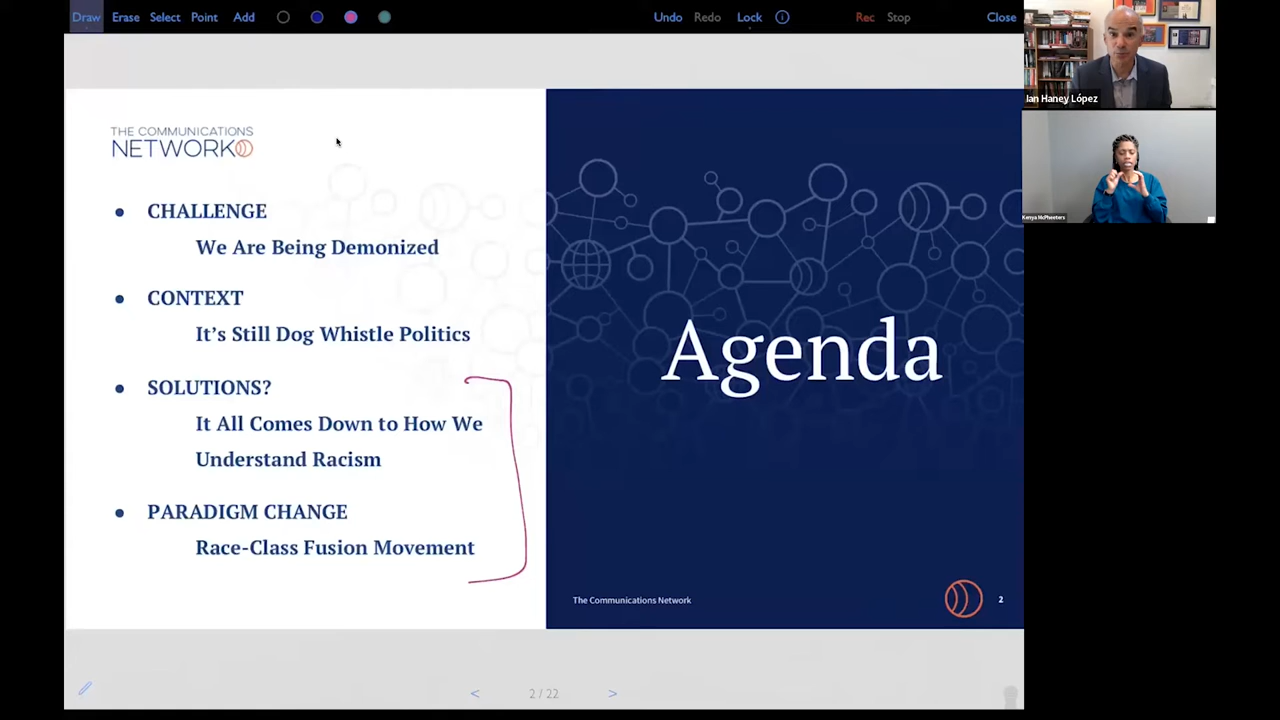 Draw Erase Select Point Add Undo Redo Lock Rec Stop Close
Ian Haney López
Kenya McPheeters
THE COMMUNICATIONS
NETWORK
• CHALLENGE
We Are Being Demonized
• CONTEXT
It's Still Dog Whistle Politics
• SOLUTIONS?
It All Comes Down to How We
Understand Racism
• PARADIGM CHANGE
Race-Class Fusion Movement
Agenda
The Communications Network
2
< 2 / 22 >